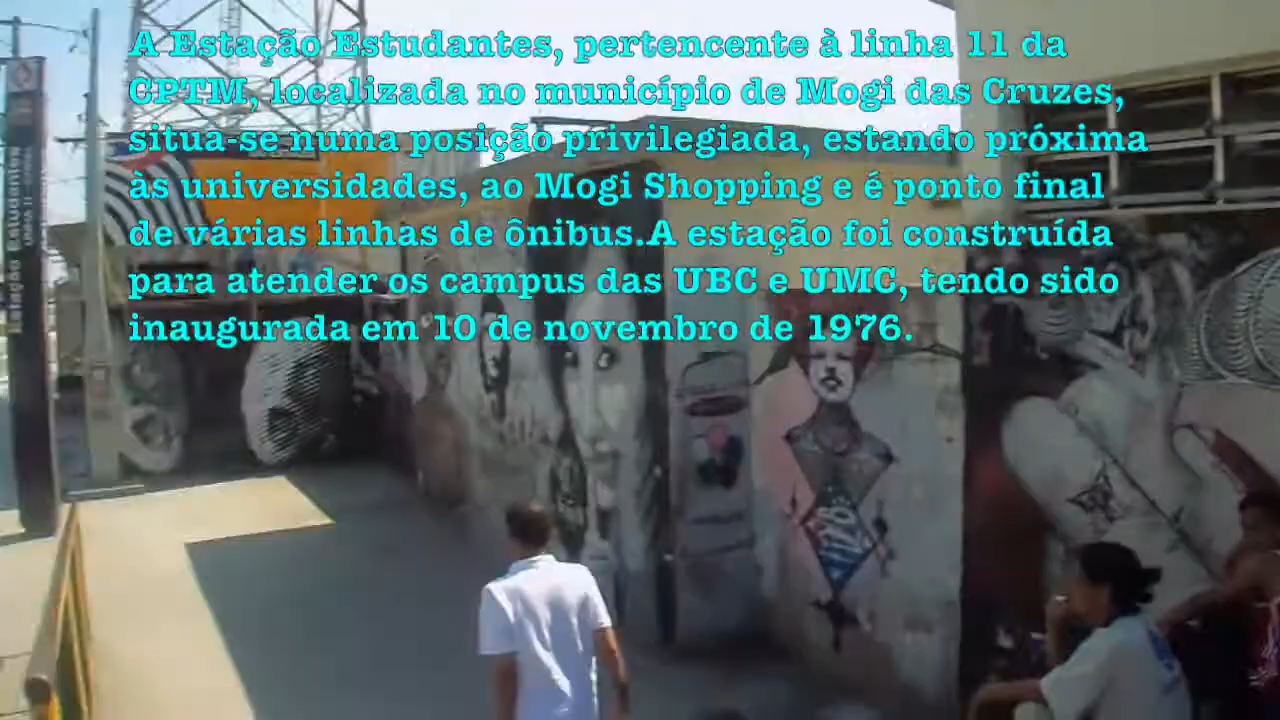 A Estação Estudantes, pertencente à linha 11 da
CPTM, localizada no município de Mogi das Cruzes,
situa-se numa posição privilegiada, estando próxima
às universidades, ao Mogi Shopping e é ponto final
de várias linhas de ônibus.A estação foi construída
para atender os campus das UBC e UMC, tendo sido
inaugurada em 10 de novembro de 1976.
Estação Estudantes